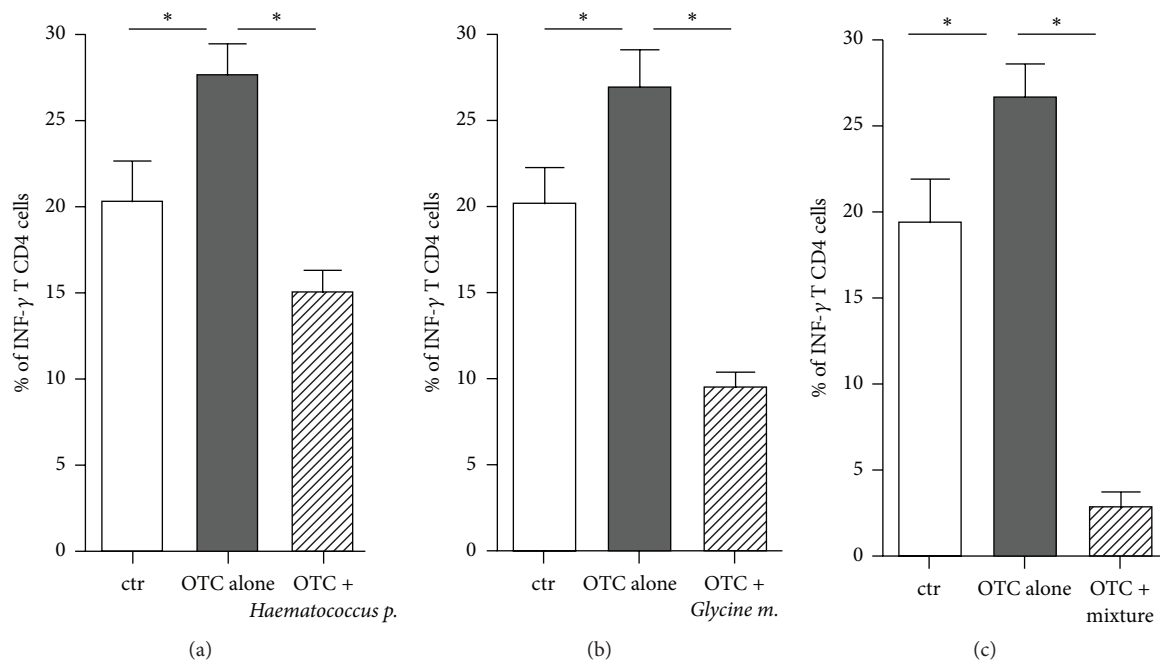 * *
30
25
20
15
10
5
0
% of INF-γ T CD4 cells
ctr OTC alone OTC +
Haematococcus p.
(a)
* *
30
25
20
15
10
5
0
% of INF-γ T CD4 cells
ctr OTC alone OTC +
Glycine m.
(b)
* *
30
26
20
15
10
5
0
% of INF-γ T CD4 cells
ctr OTC alone OTC +
mixture
(c)